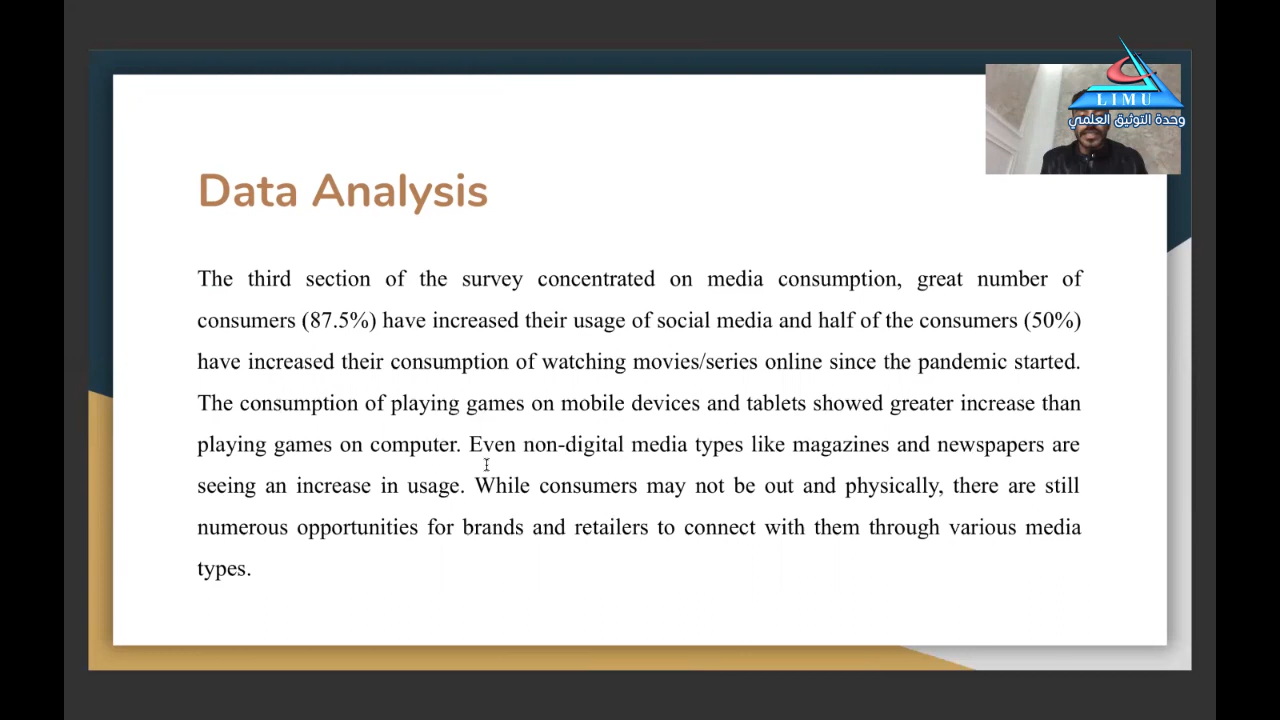 LIMU
وحدة التوثيق العلمي
Data Analysis
The third section of the survey concentrated on media consumption, great number of
consumers (87.5%) have increased their usage of social media and half of the consumers (50%)
have increased their consumption of watching movies/series online since the pandemic started.
The consumption of playing games on mobile devices and tablets showed greater increase than
playing games on computer. Even non-digital media types like magazines and newspapers are
seeing an increase in usage. While consumers may not be out and physically, there are still
numerous opportunities for brands and retailers to connect with them through various media
types.